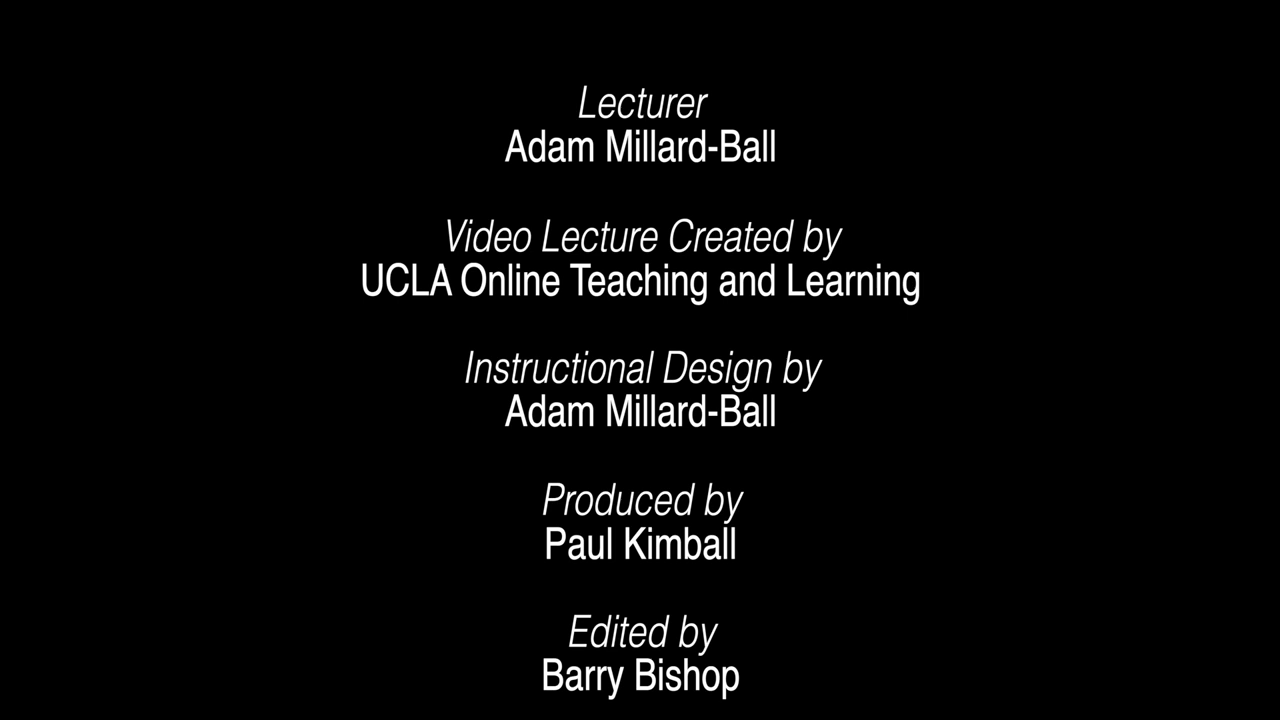 Lecturer
Adam Millard-Ball
Video Lecture Created by
UCLA Online Teaching and Learning
Instructional Design by
Adam Millard-Ball
Produced by
Paul Kimball
Edited by
Barry Bishop